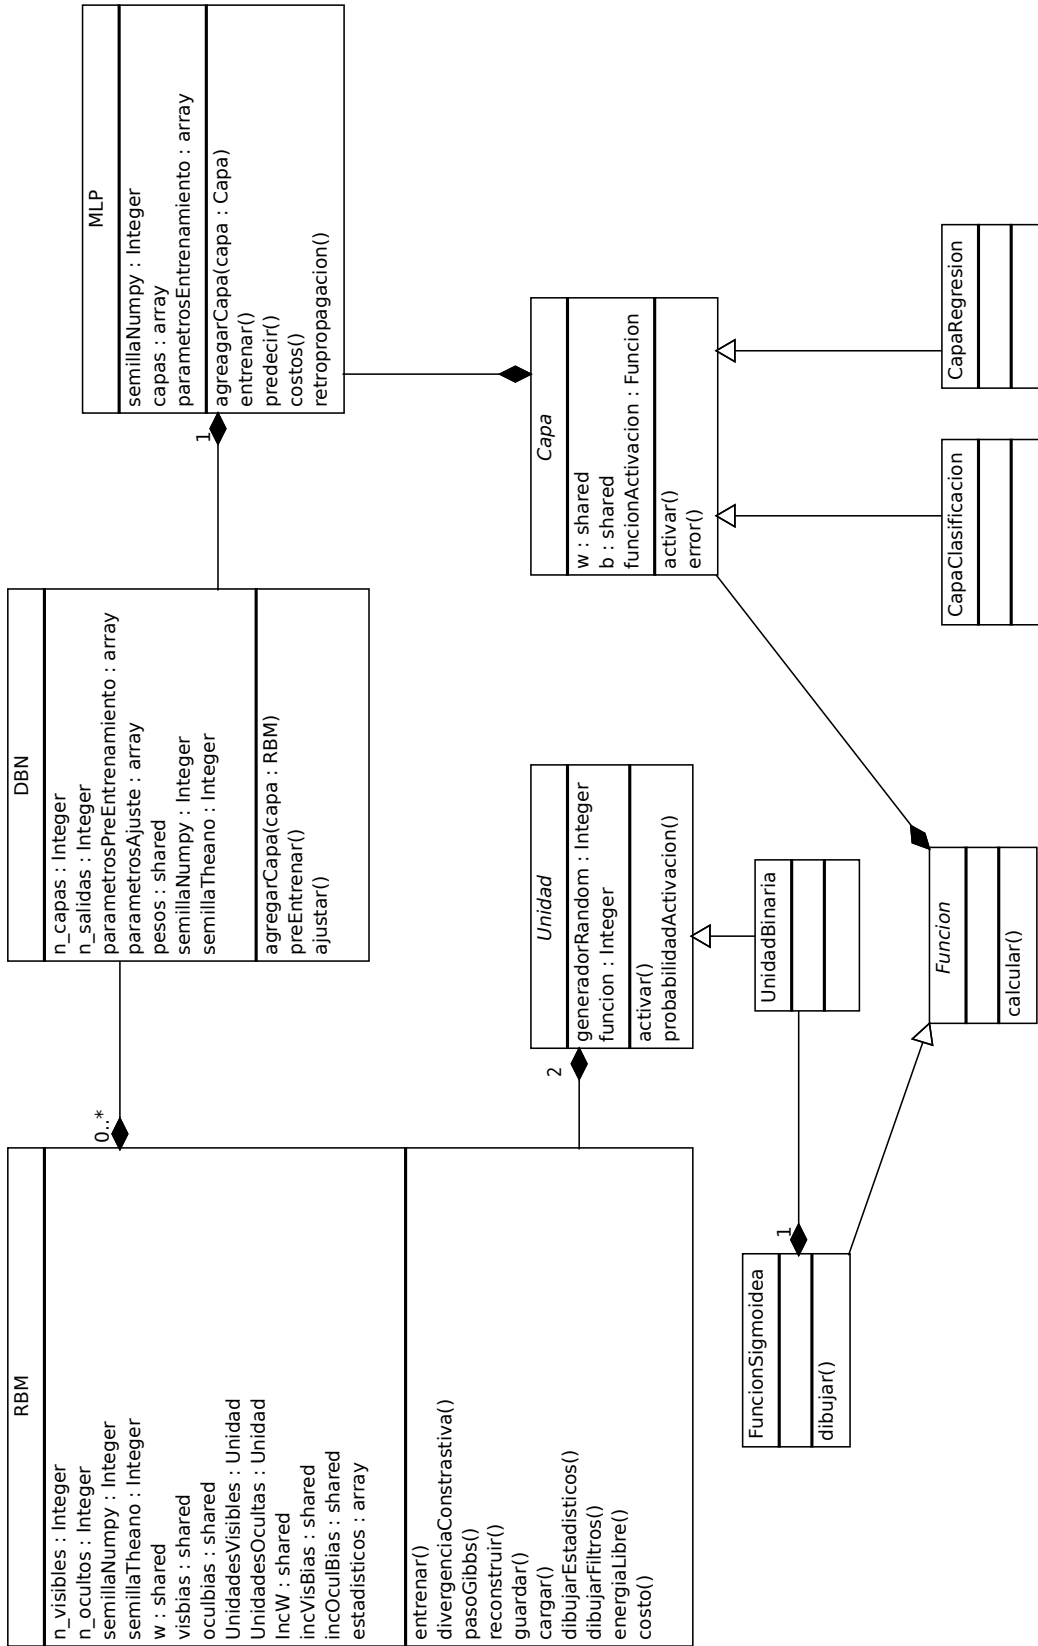 RBM
n_visibles : Integer
n_ocultos : Integer
semillaNumpy : Integer
semillaTheano : Integer
w : shared
visbias : shared
oculbias : shared
UnidadesVisibles : Unidad
UnidadesOcultas : Unidad
IncW : shared
incVisBias : shared
incOculBias : shared
estadisticos : array
entrenar()
divergenciaConstrastiva()
pasoGibbs()
reconstruir()
guardar()
cargar()
dibujarEstadisticos()
dibujarFiltros()
energiaLibre()
costo()
0..*
DBN
n_capas : Integer
n_salidas : Integer
parametrosPreEntrenamiento : array
parametrosAjuste : array
pesos : shared
semillaNumpy : Integer
semillaTheano : Integer
agregarCapa(capa : RBM)
preEntrenar()
ajustar()
1
MLP
semillaNumpy : Integer
capas : array
parametrosEntrenamiento : array
agreagarCapa(capa : Capa)
entrenar()
predecir()
costos()
retropropagacion()
2
Unidad
generadorRandom : Integer
funcion : Integer
activar()
probabilidadActivacion()
Capa
w : shared
b : shared
funcionActivacion : Funcion
activar()
error()
FuncionSigmoidea
dibujar()
1
UnidadBinaria
Funcion
calcular()
CapaClasificacion
CapaRegresion